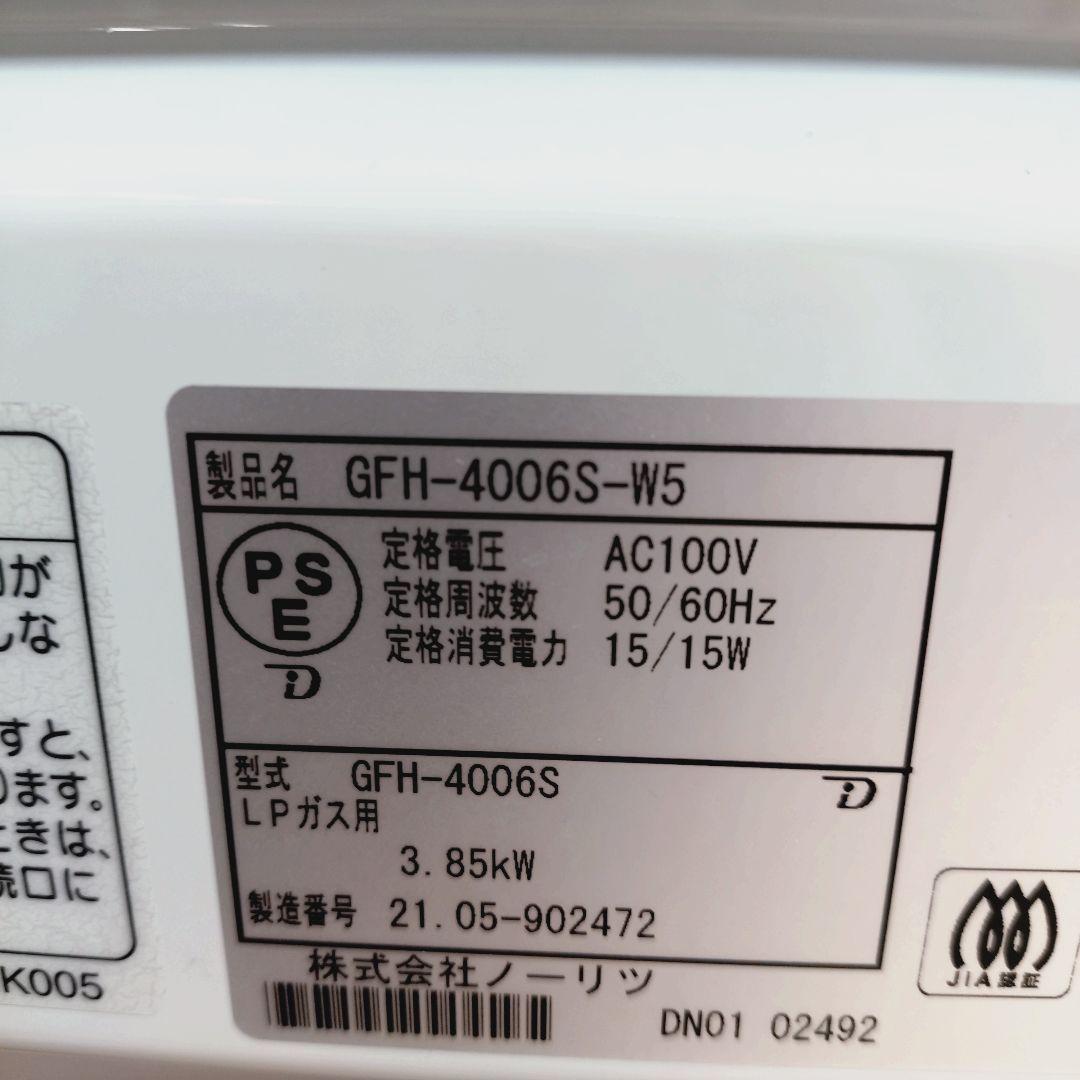 製品名 GFH-4006S-W5
PS
E
定格電圧 AC100V
定格周波数 50/60Hz
定格消費電力 15/15W
型式 GFH-4006S
LPガス用
3.85kW
製造番号 21.05-902472
株式会社ノーリツ
DN01 02492
JIA認証
が
しな
すと、
ります。
ときは、
続口に
K005